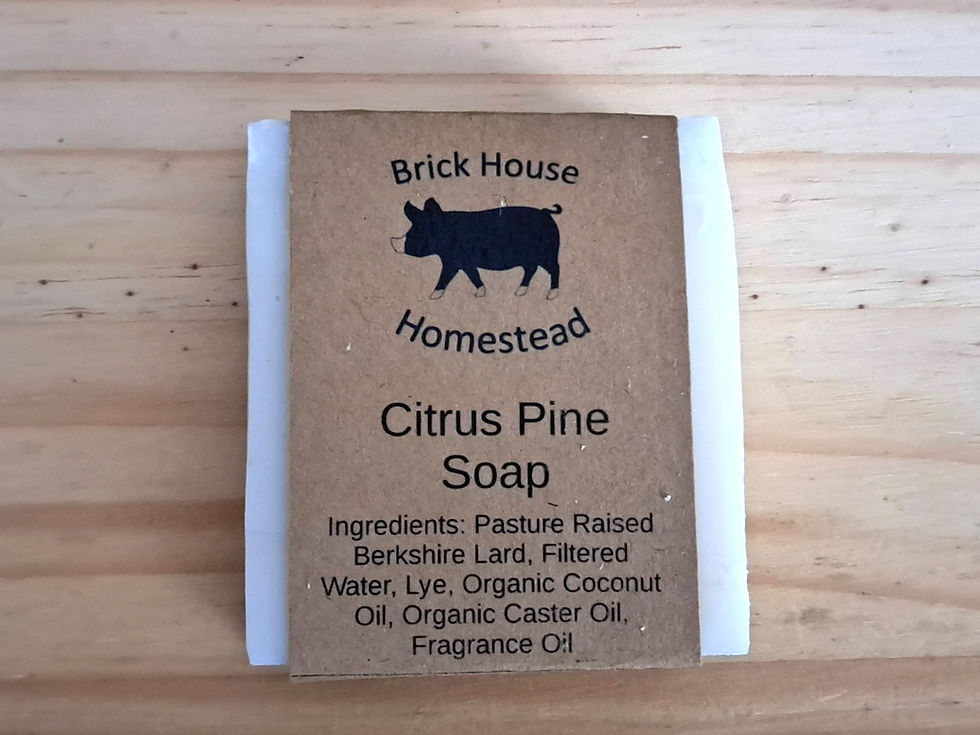 Brick House
Homestead
Citrus Pine
Soap
Ingredients: Pasture Raised
Berkshire Lard, Filtered
Water, Lye, Organic Coconut
Oil, Organic Caster Oil,
Fragrance Oil